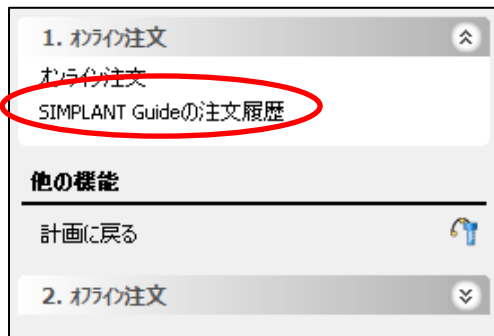 1. オンライン注文
オンライン注文
SIMPLANT Guideの注文履歴
他の機能
計画に戻る
2. オフライン注文